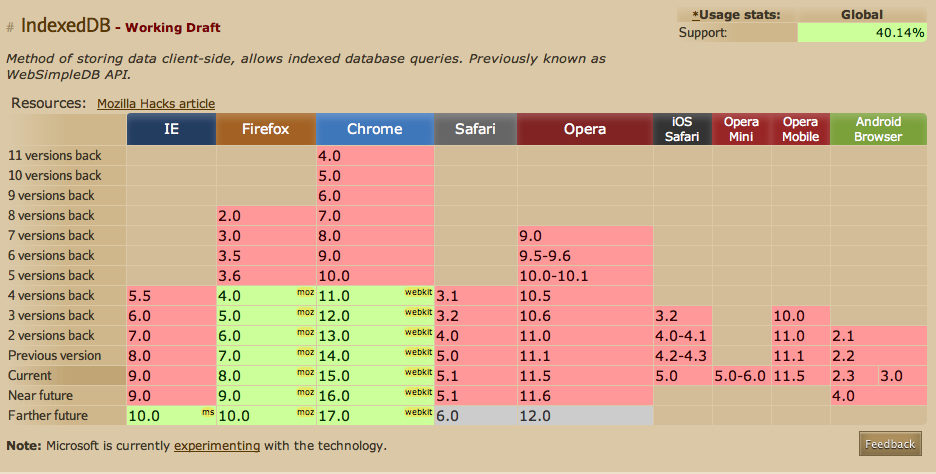 # IndexedDB - Working Draft
*Usage stats: Global
Support: 40.14%
Method of storing data client-side, allows indexed database queries. Previously known as
WebSimpleDB API.
Resources: Mozilla Hacks article
IE Firefox Chrome Safari Opera iOS Safari Opera Mini Opera Mobile Android Browser
11 versions back 4.0
10 versions back 5.0
9 versions back 6.0
8 versions back 2.0 7.0
7 versions back 3.0 8.0 9.0
6 versions back 3.5 9.0 9.5-9.6
5 versions back 3.6 10.0 10.0-10.1
4 versions back 5.5 4.0 moz 11.0 webkit 3.1 10.5
3 versions back 6.0 5.0 moz 12.0 webkit 3.2 10.6 3.2 10.0
2 versions back 7.0 6.0 moz 13.0 webkit 4.0 11.0 4.0-4.1 11.0 2.1
Previous version 8.0 7.0 moz 14.0 webkit 5.0 11.1 4.2-4.3 11.1 2.2
Current 9.0 8.0 moz 15.0 webkit 5.1 11.5 5.0 5.0-6.0 11.5 2.3 3.0
Near future 9.0 9.0 moz 16.0 webkit 5.1 11.6 4.0
Farther future 10.0 ms 10.0 moz 17.0 webkit 6.0 12.0
Note: Microsoft is currently experimenting with the technology.
Feedback